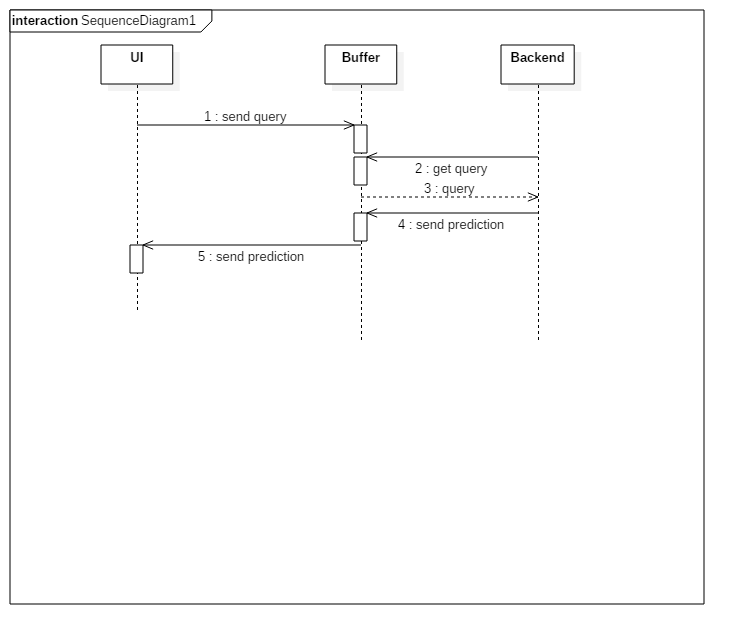 interaction SequenceDiagram1
UI
Buffer
Backend
1 : send query
2 : get query
3 : query
4 : send prediction
5 : send prediction